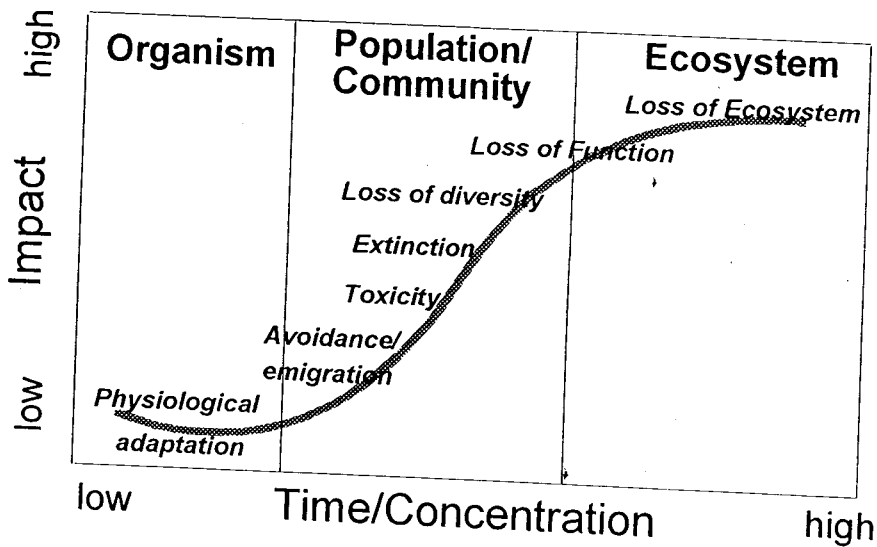 high
Organism
Population/
Community
Ecosystem
Loss of Ecosystem
Loss of Function
Loss of diversity
Extinction
Toxicity
Avoidance/
emigration
Physiological
adaptation
Impact
low
low
Time/Concentration
high